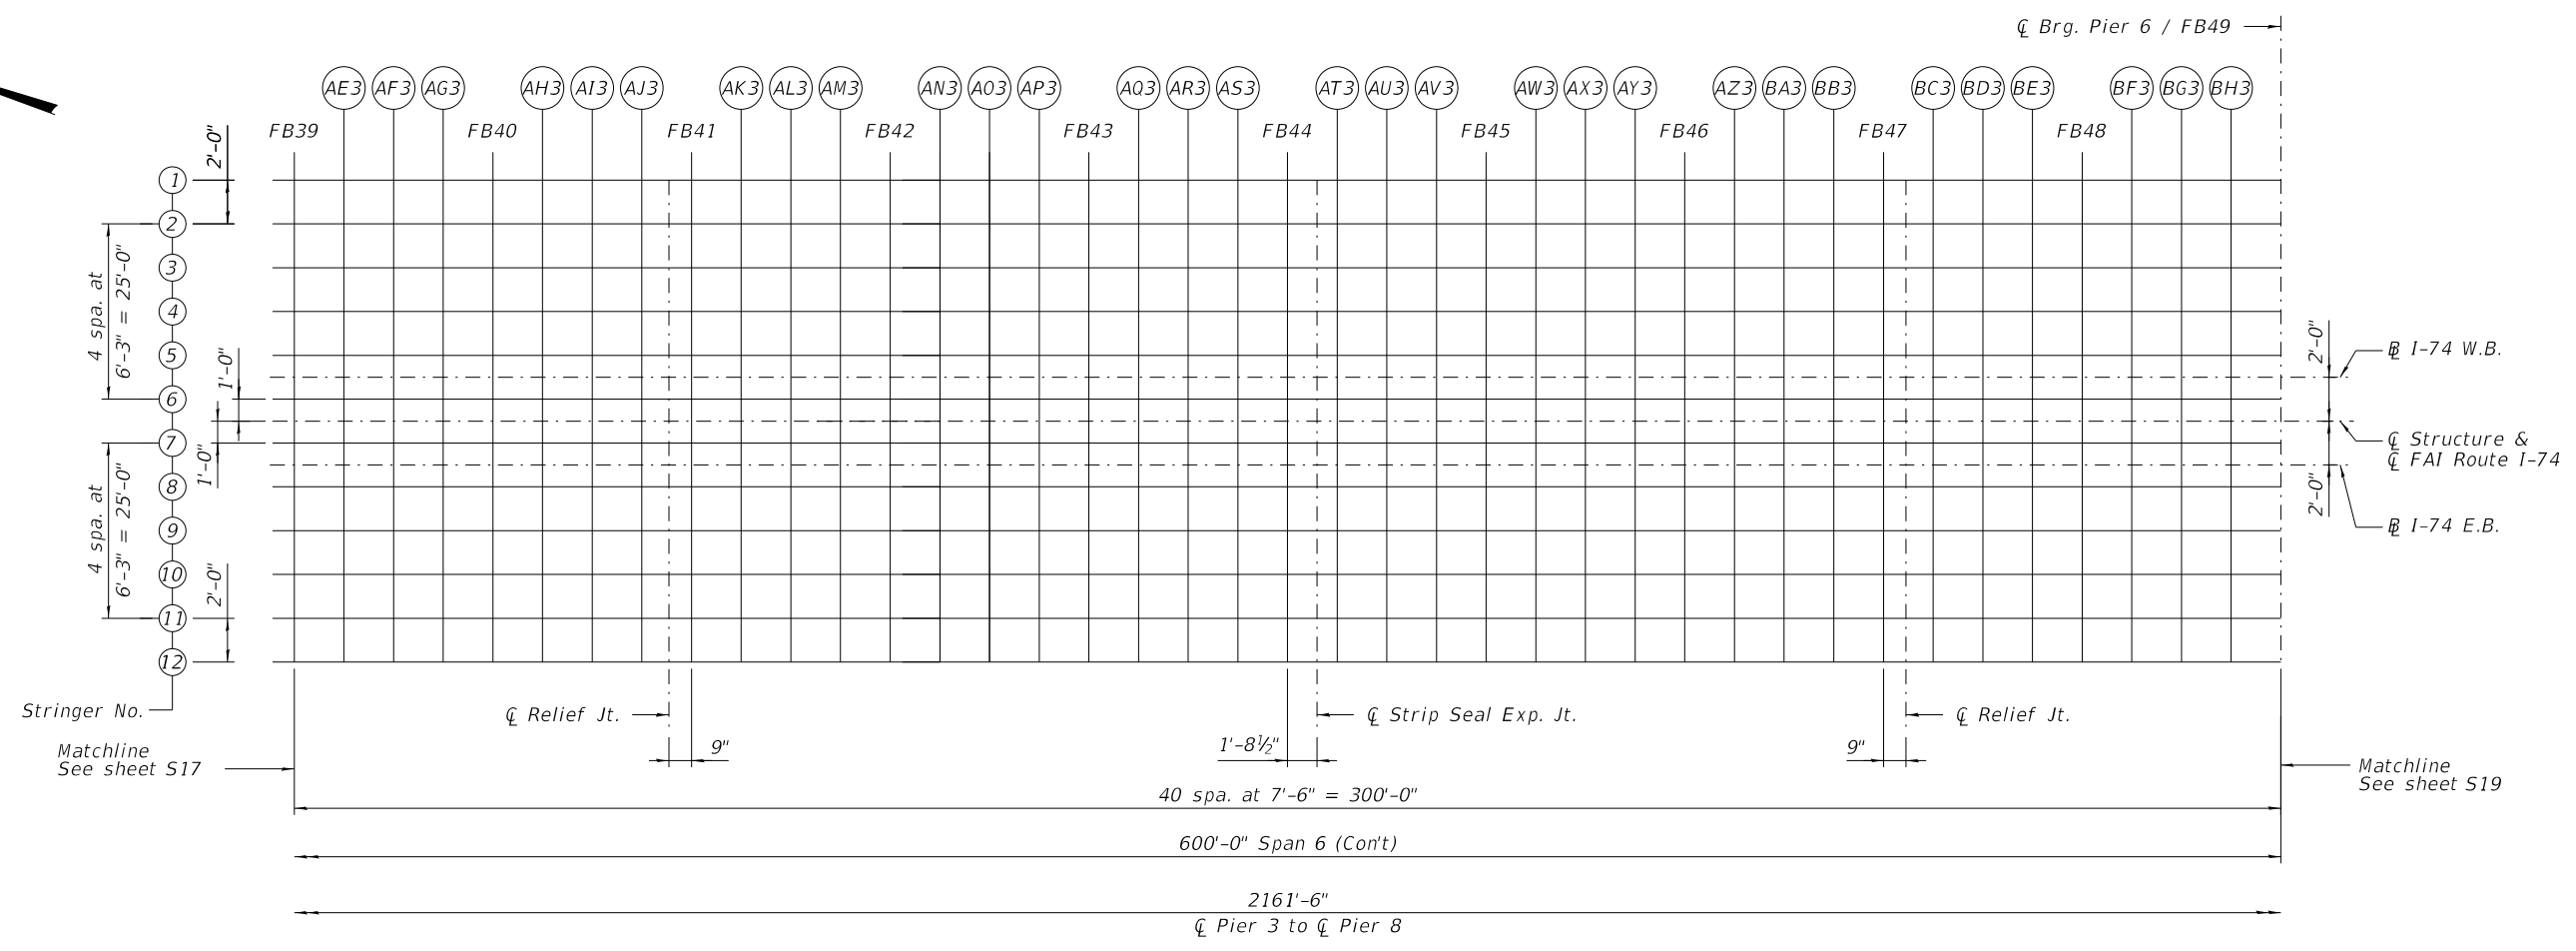 ℄ Brg. Pier 6 / FB49
AE3 AF3 AG3 AH3 AI3 AJ3 AK3 AL3 AM3 AN3 AO3 AP3 AQ3 AR3 AS3 AT3 AU3 AV3 AW3 AX3 AY3 AZ3 BA3 BB3 BC3 BD3 BE3 BF3 BG3 BH3
FB39 FB40 FB41 FB42 FB43 FB44 FB45 FB46 FB47 FB48
2'-0"
1
2
3
4
5
6
7
8
9
10
11
12
4 spa. at
6'-3" = 25'-0"
1'-0"
1'-0"
4 spa. at
6'-3" = 25'-0"
2'-0"
2'-0"
℄ I-74 W.B.
℄ Structure &
℄ FAI Route I-74
2'-0"
℄ I-74 E.B.
Stringer No.
℄ Relief Jt.
℄ Strip Seal Exp. Jt.
℄ Relief Jt.
Matchline
See sheet S17
9"
1'-8½"
9"
Matchline
See sheet S19
40 spa. at 7'-6" = 300'-0"
600'-0" Span 6 (Con't)
2161'-6"
℄ Pier 3 to ℄ Pier 8